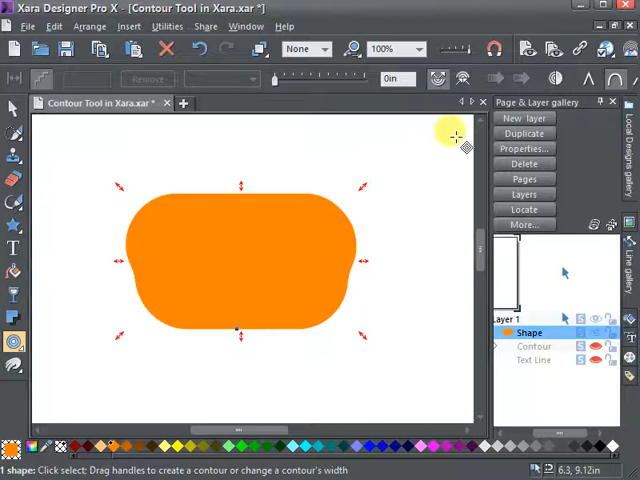 Xara Designer Pro X - [Contour Tool in Xara.xar *]
File Edit Arrange Utilities Share Window Help
None 100%
Remove 0in
Contour Tool in Xara.xar *
Page & Layer gallery
New layer
Duplicate
Properties...
Delete
Pages
Layers
Locate
More...
Local Designs gallery
Line gallery
ayer 1
Shape
Contour
Text Line
1 shape: Click select; Drag handles to create a contour or change a contour's width
6.3, 9.12in